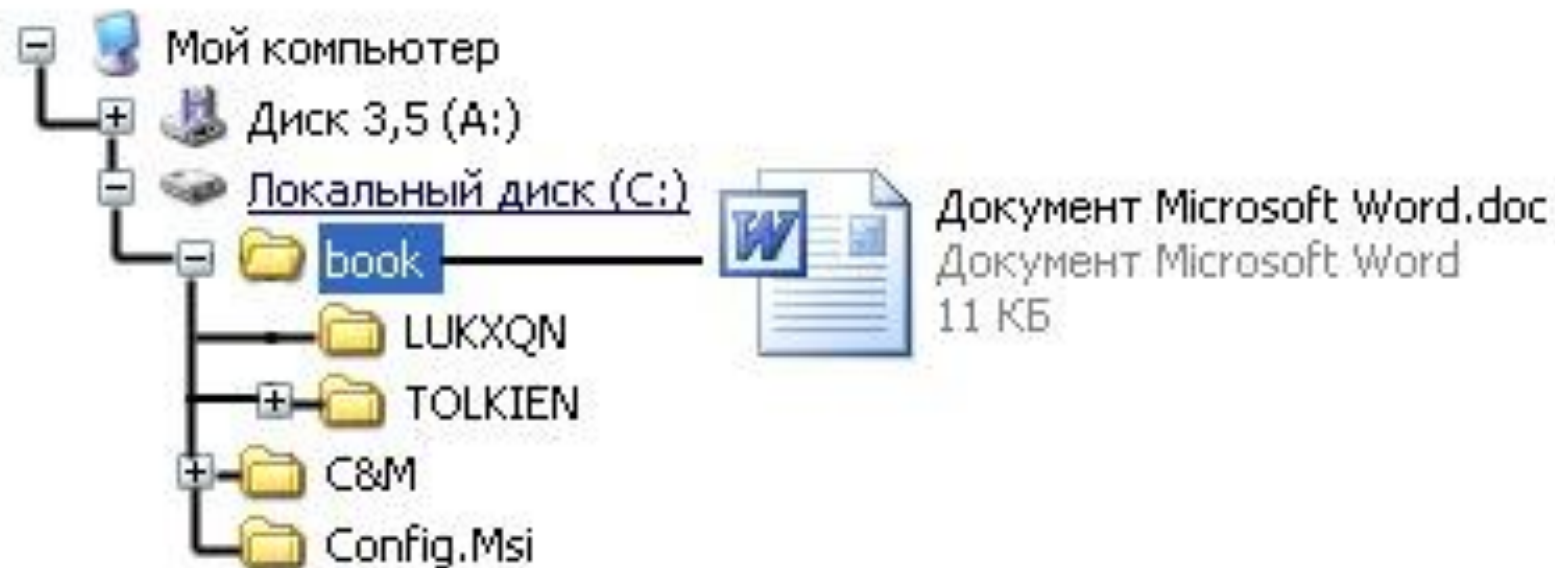 Мой компьютер
Диск 3,5 (A:)
Локальный диск (C:)
book
LUKXQN
TOLKIEN
C&M
Config.Msi
Документ Microsoft Word.doc
Документ Microsoft Word
11 КБ